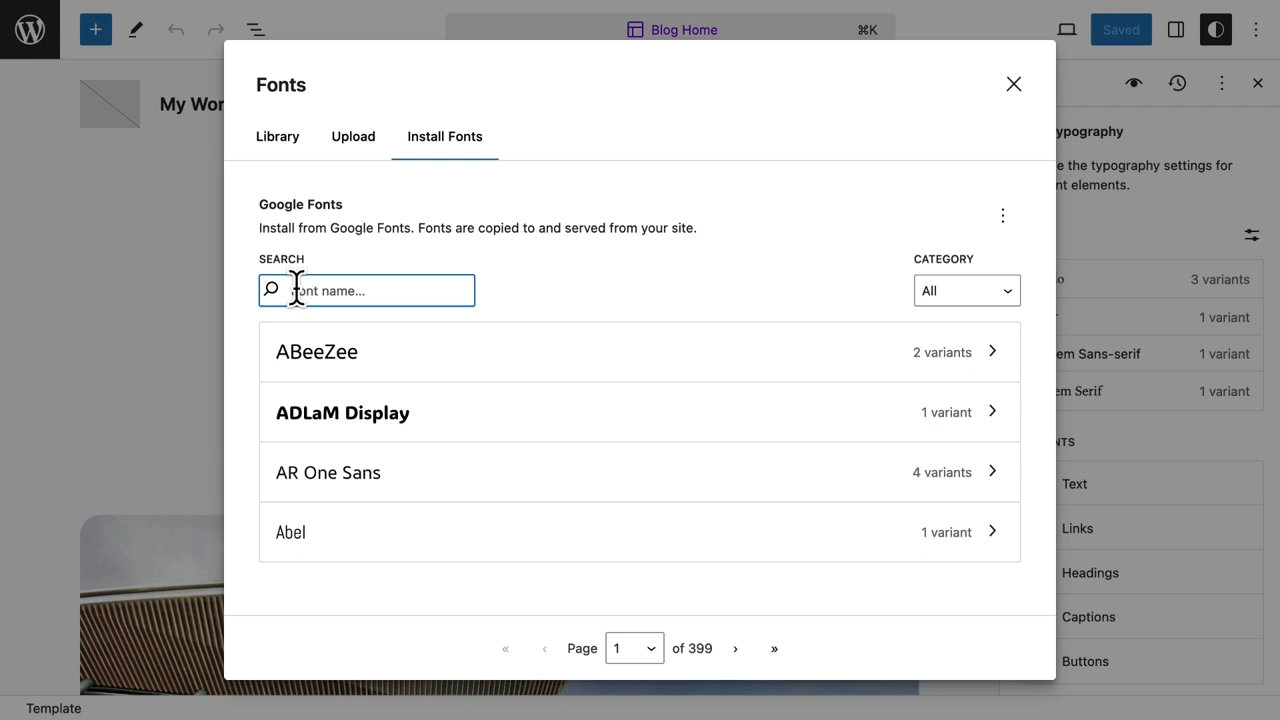 Blog Home
⌘K
Saved
My Wor
Fonts
Library
Upload
Install Fonts
Google Fonts
Install from Google Fonts. Fonts are copied to and served from your site.
SEARCH
CATEGORY
ont name...
All
ABeeZee
2 variants
ADLaM Display
1 variant
AR One Sans
4 variants
Abel
1 variant
Page
1
of 399
ypography
e the typography settings for
nt elements.
o
3 variants
r
1 variant
em Sans-serif
1 variant
em Serif
1 variant
NTS
Text
Links
Headings
Captions
Buttons
Template